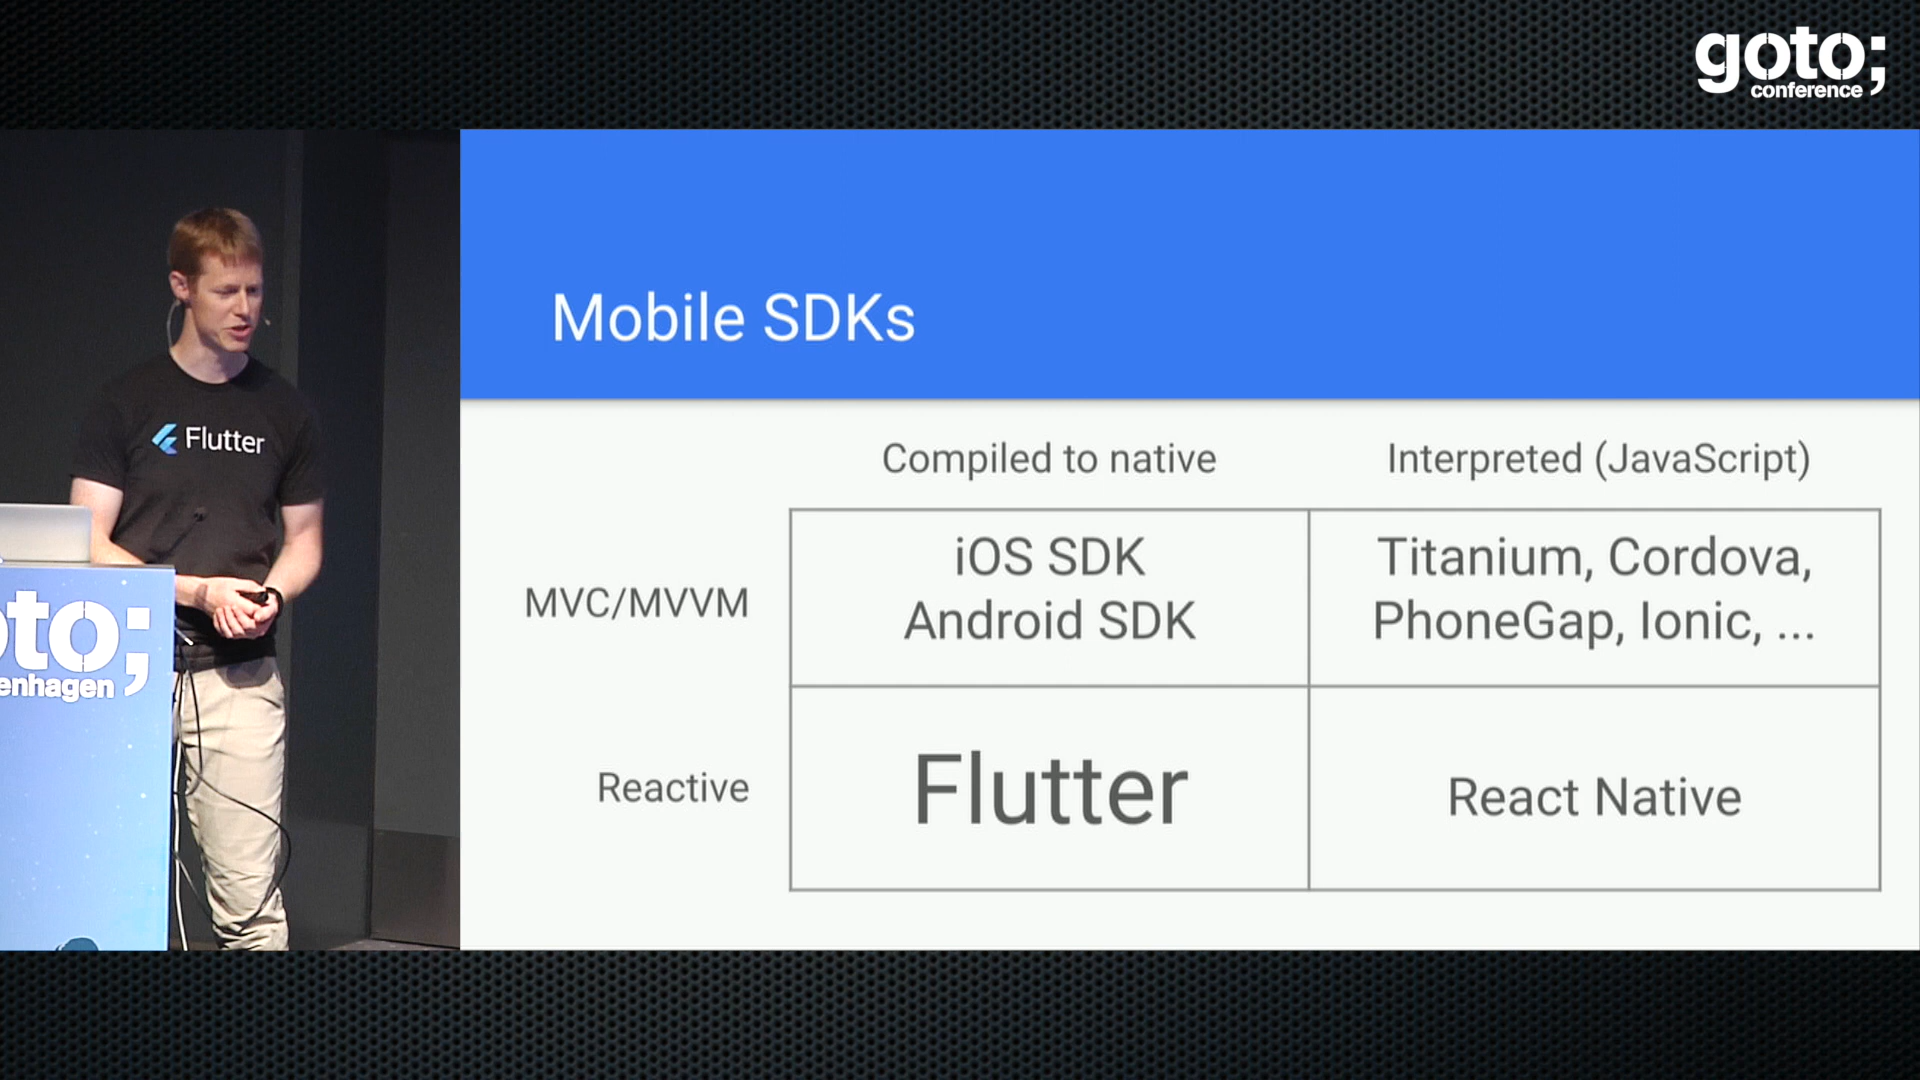 goto;
conference
Mobile SDKs
Flutter
Compiled to native
Interpreted (JavaScript)
MVC/MVVM
iOS SDK
Android SDK
Titanium, Cordova,
PhoneGap, Ionic, ...
Reactive
Flutter
React Native
oto;
enhagen